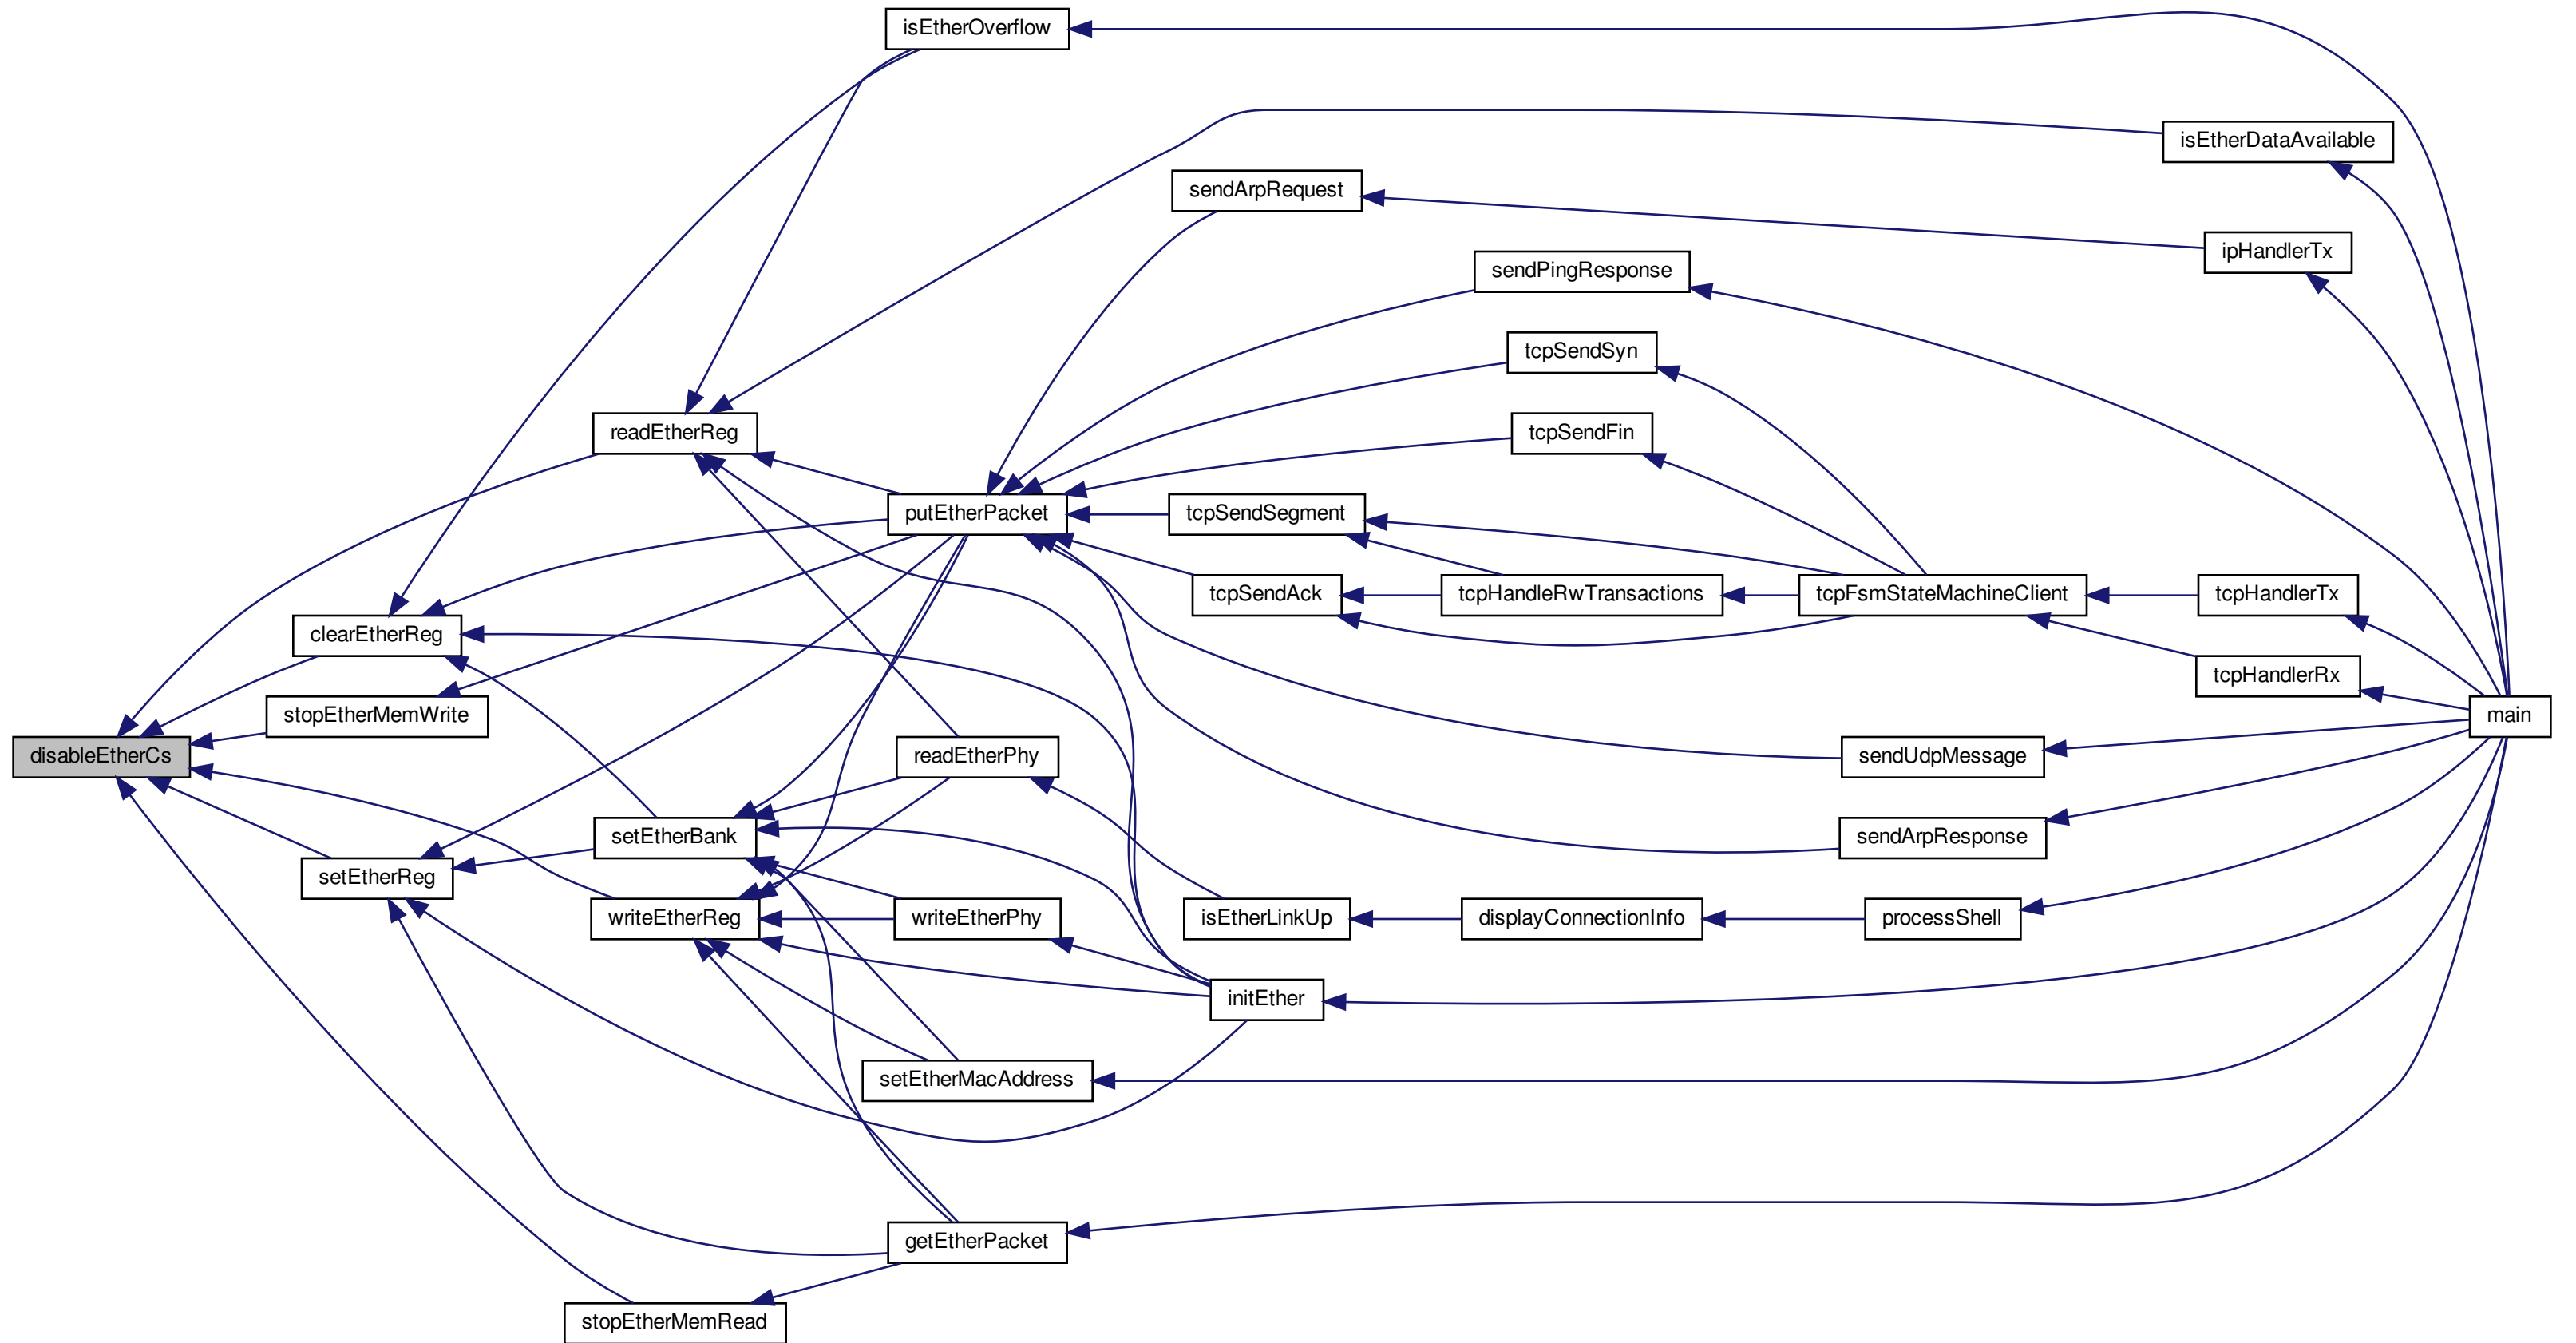 isEtherOverflow
isEtherDataAvailable
sendArpRequest
ipHandlerTx
sendPingResponse
tcpSendSyn
readEtherReg
tcpSendFin
putEtherPacket
tcpSendSegment
tcpSendAck
tcpHandleRwTransactions
tcpFsmStateMachineClient
tcpHandlerTx
clearEtherReg
tcpHandlerRx
stopEtherMemWrite
main
disableEtherCs
readEtherPhy
sendUdpMessage
setEtherBank
sendArpResponse
setEtherReg
writeEtherReg
writeEtherPhy
isEtherLinkUp
displayConnectionInfo
processShell
initEther
setEtherMacAddress
getEtherPacket
stopEtherMemRead